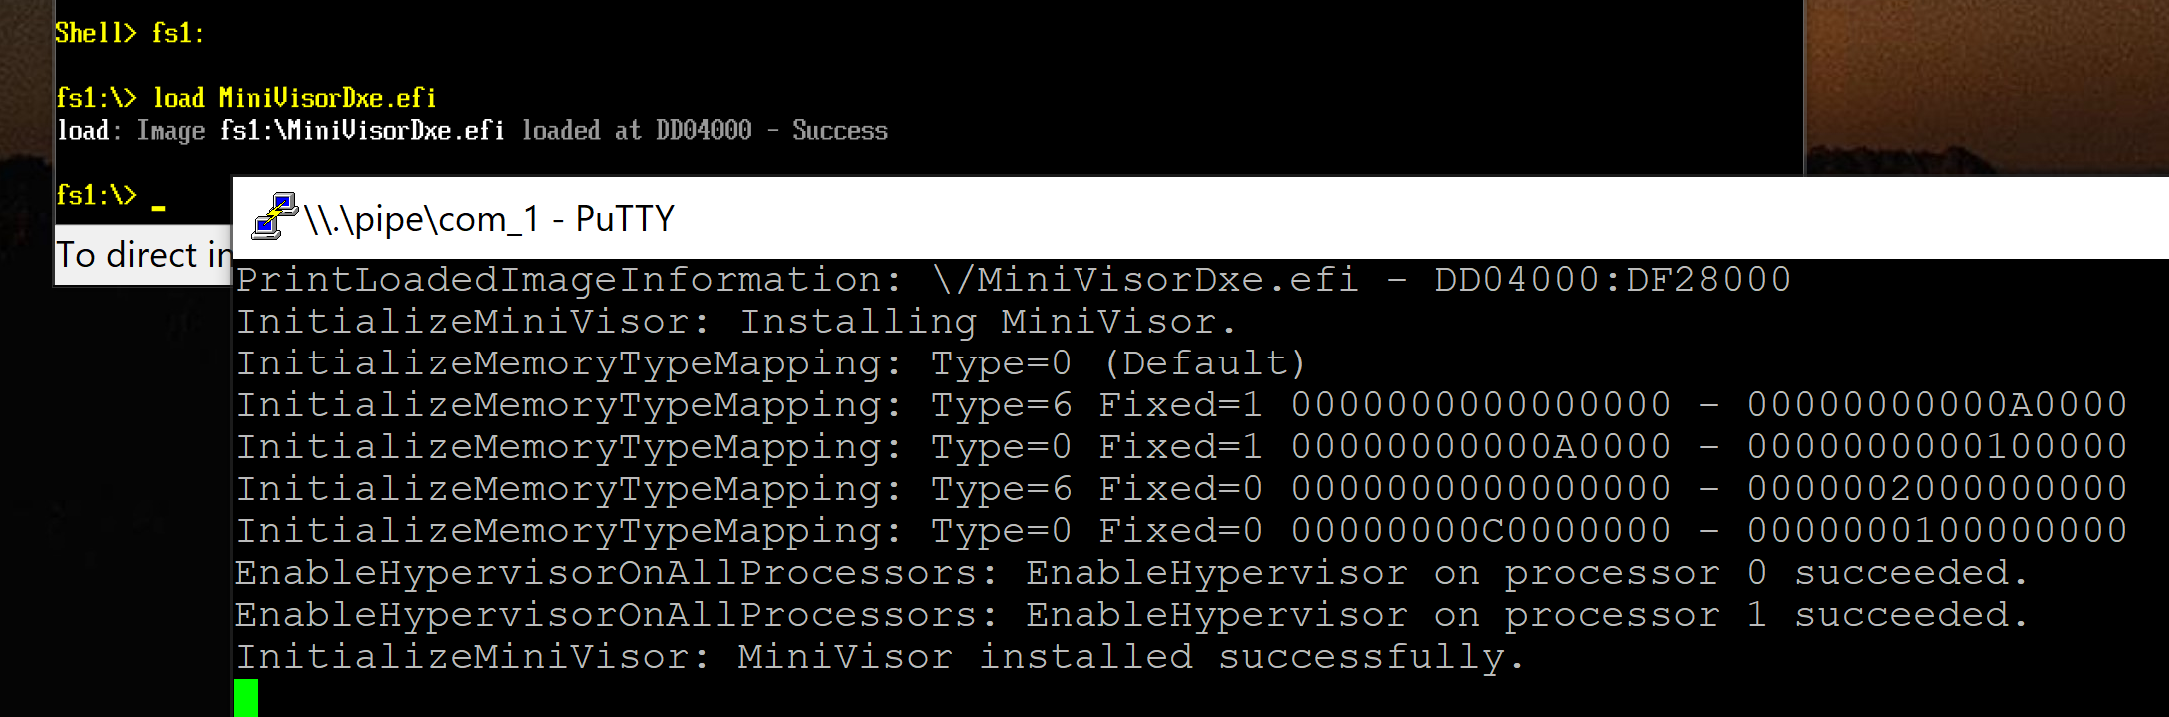 Shell> fs1:
fs1:\> load MiniVisorDxe.efi
load: Image fs1:\MiniVisorDxe.efi loaded at DD04000 - Success
fs1:\> _
\\.\pipe\com_1 - PuTTY
To direct in
PrintLoadedImageInformation: \/MiniVisorDxe.efi - DD04000:DF28000
InitializeMiniVisor: Installing MiniVisor.
InitializeMemoryTypeMapping: Type=0 (Default)
InitializeMemoryTypeMapping: Type=6 Fixed=1 0000000000000000 - 00000000000A0000
InitializeMemoryTypeMapping: Type=0 Fixed=1 00000000000A0000 - 0000000000100000
InitializeMemoryTypeMapping: Type=6 Fixed=0 0000000000000000 - 0000002000000000
InitializeMemoryTypeMapping: Type=0 Fixed=0 00000000C0000000 - 0000000100000000
EnableHypervisorOnAllProcessors: EnableHypervisor on processor 0 succeeded.
EnableHypervisorOnAllProcessors: EnableHypervisor on processor 1 succeeded.
InitializeMiniVisor: MiniVisor installed successfully.